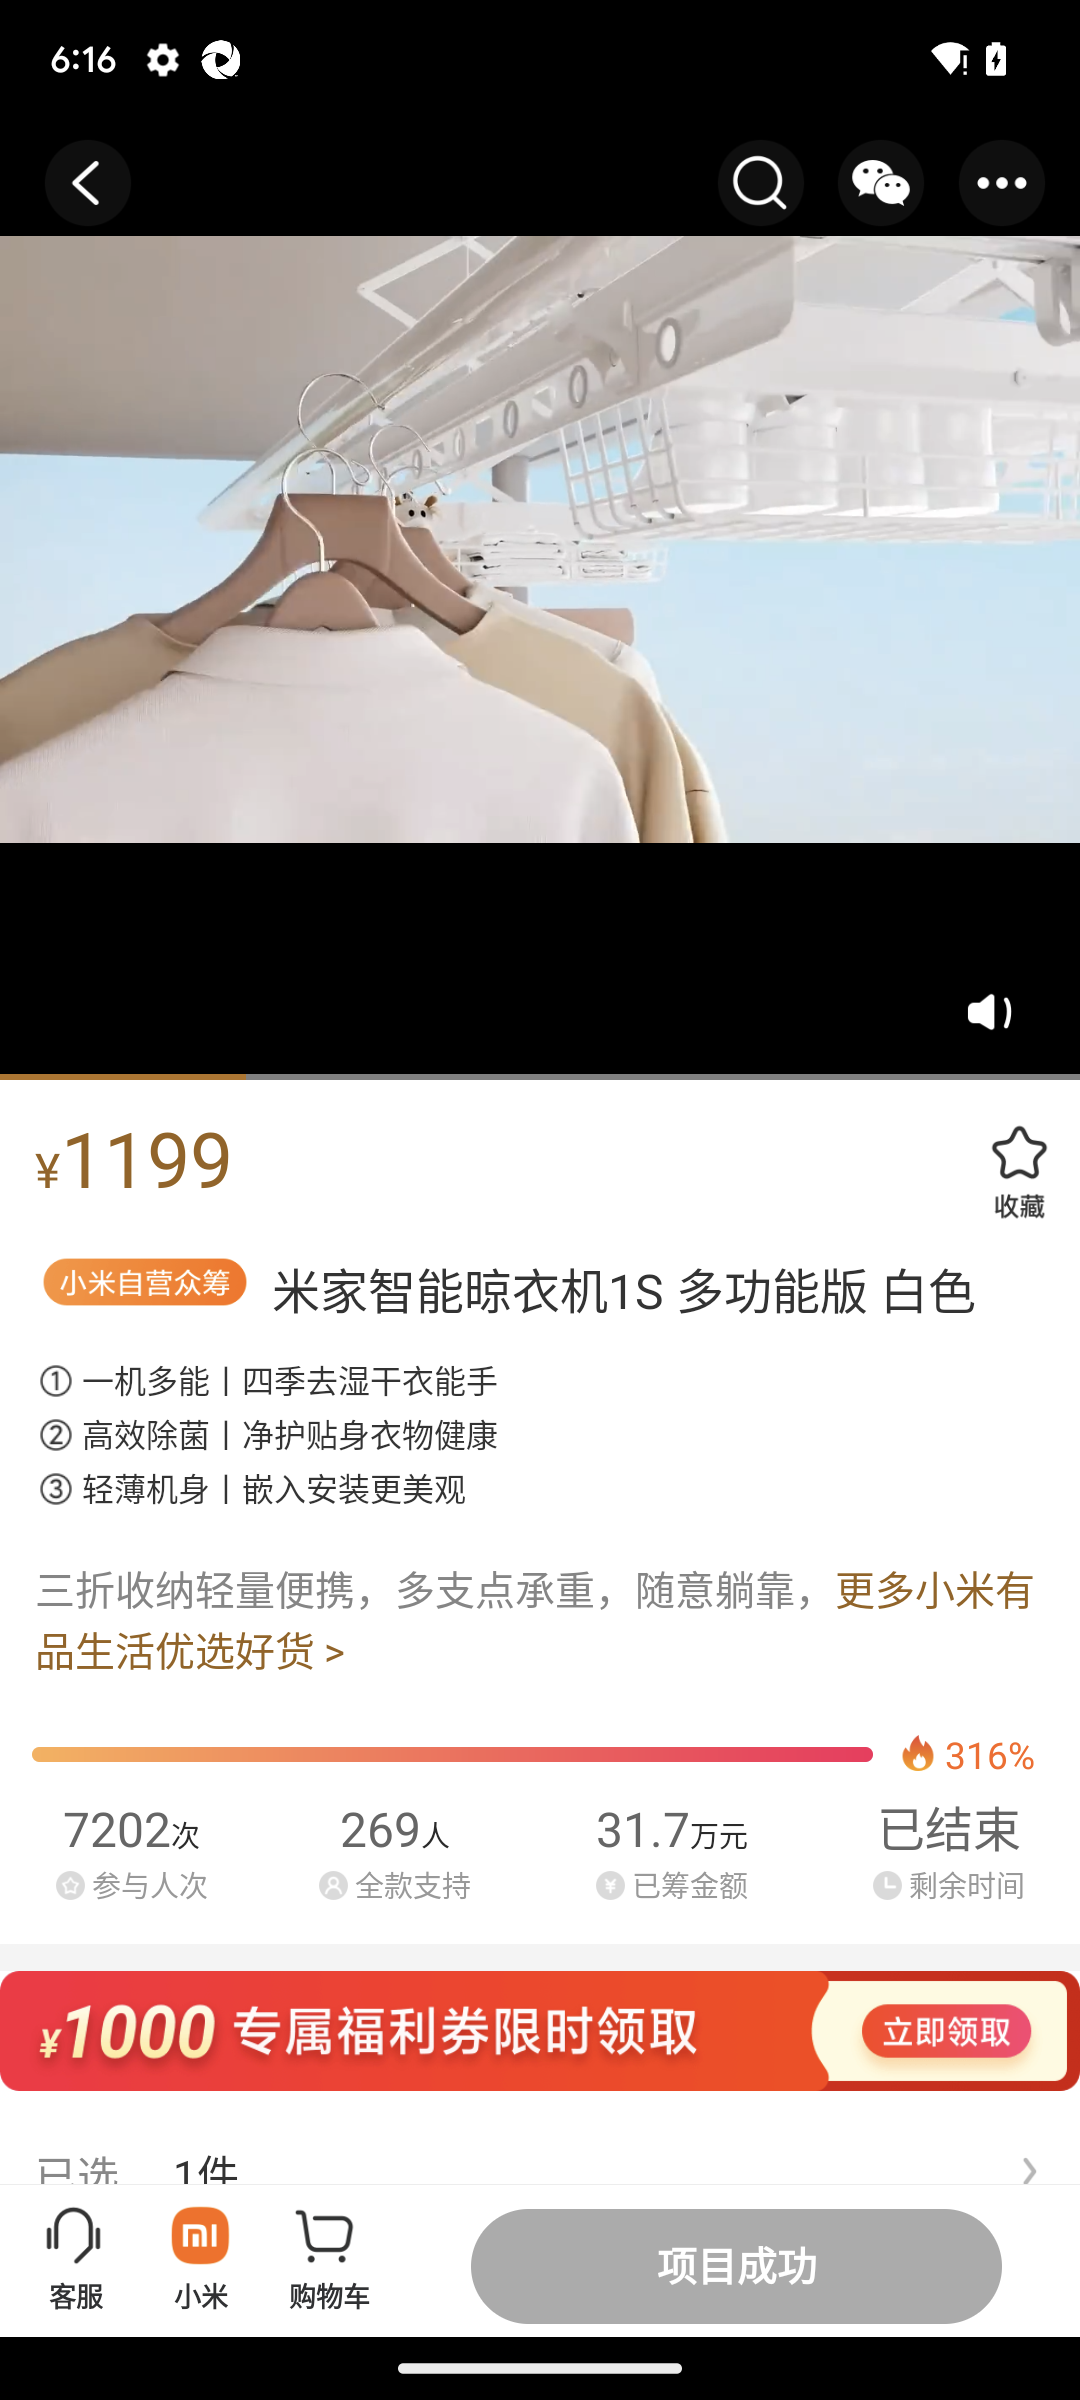 6:16
¥1199
收藏
小米自营众筹 米家智能晾衣机1S 多功能版 白色
① 一机多能丨四季去湿干衣能手
② 高效除菌丨净护贴身衣物健康
③ 轻薄机身丨嵌入安装更美观
三折收纳轻量便携，多支点承重，随意躺靠，更多小米有
品生活优选好货 >
316%
7202次 269人 31.7万元 已结束
参与人次 全款支持 已筹金额 剩余时间
¥1000 专属福利券限时领取 立即领取
已选 1件
客服 小米 购物车 项目成功